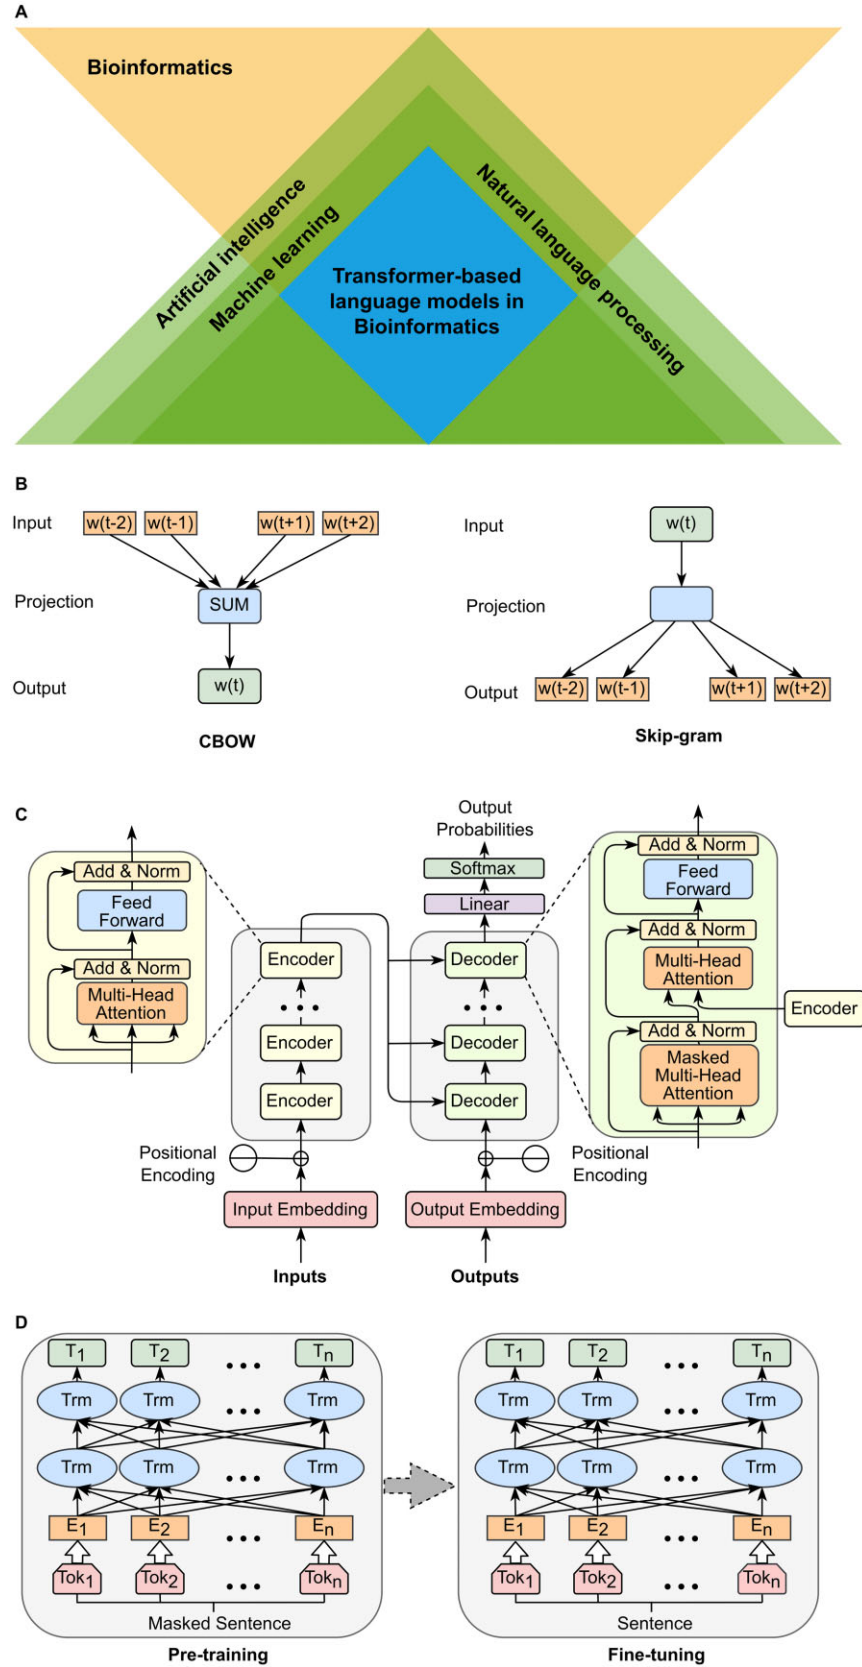 A
Bioinformatics
Artificial intelligence
Machine learning
Natural language processing
Transformer-based
language models in
Bioinformatics
B
Input
w(t-2) w(t-1) w(t+1) w(t+2)
Projection
SUM
Output
w(t)
CBOW
Input
w(t)
Projection
Output
w(t-2) w(t-1) w(t+1) w(t+2)
Skip-gram
C
Add & Norm
Feed
Forward
Add & Norm
Multi-Head
Attention
Encoder
Encoder
Encoder
Positional
Encoding
Input Embedding
Inputs
Output
Probabilities
Softmax
Linear
Decoder
Decoder
Decoder
Positional
Encoding
Output Embedding
Outputs
Add & Norm
Feed
Forward
Add & Norm
Multi-Head
Attention
Encoder
Add & Norm
Masked
Multi-Head
Attention
D
T1 T2 ... Tn
Trm Trm ... Trm
Trm Trm ... Trm
E1 E2 ... En
Tok1 Tok2 ... Tokn
Masked Sentence
Pre-training
T1 T2 ... Tn
Trm Trm ... Trm
Trm Trm ... Trm
E1 E2 ... En
Tok1 Tok2 ... Tokn
Sentence
Fine-tuning